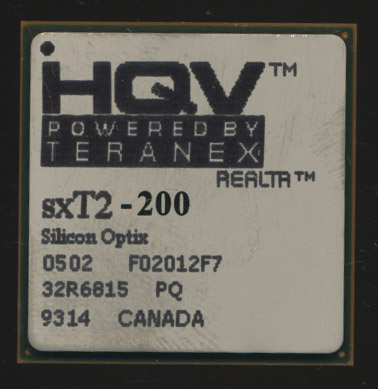 HQV™
POWERED BY
TERANEX
REALTA™
sxT2-200
Silicon Optix
0502 F02012F7
32R6815 PQ
9314 CANADA